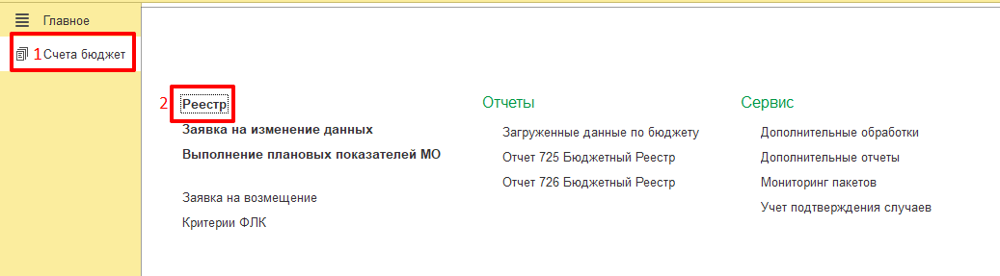 Главное
1 Счета бюджет
2 Реестр
Заявка на изменение данных
Выполнение плановых показателей МО
Заявка на возмещение
Критерии ФЛК
Отчеты
Загруженные данные по бюджету
Отчет 725 Бюджетный Реестр
Отчет 726 Бюджетный Реестр
Сервис
Дополнительные обработки
Дополнительные отчеты
Мониторинг пакетов
Учет подтверждения случаев